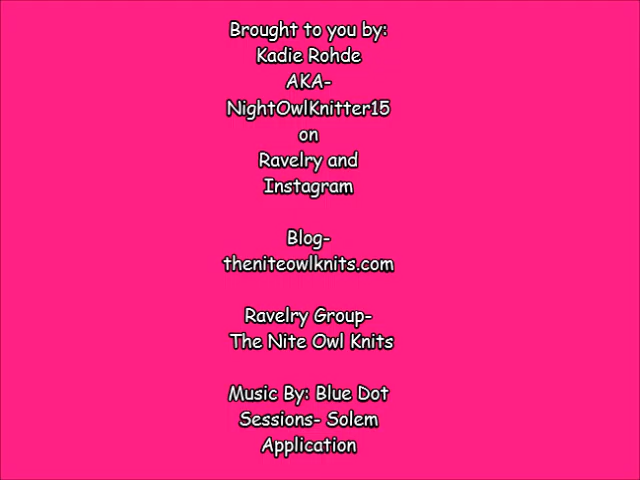 Brought to you by:
Kadie Rohde
AKA-
NightOwlKnitter15
on
Ravelry and
Instagram
Blog-
theniteowlknits.com
Ravelry Group-
The Nite Owl Knits
Music By: Blue Dot
Sessions- Solem
Application